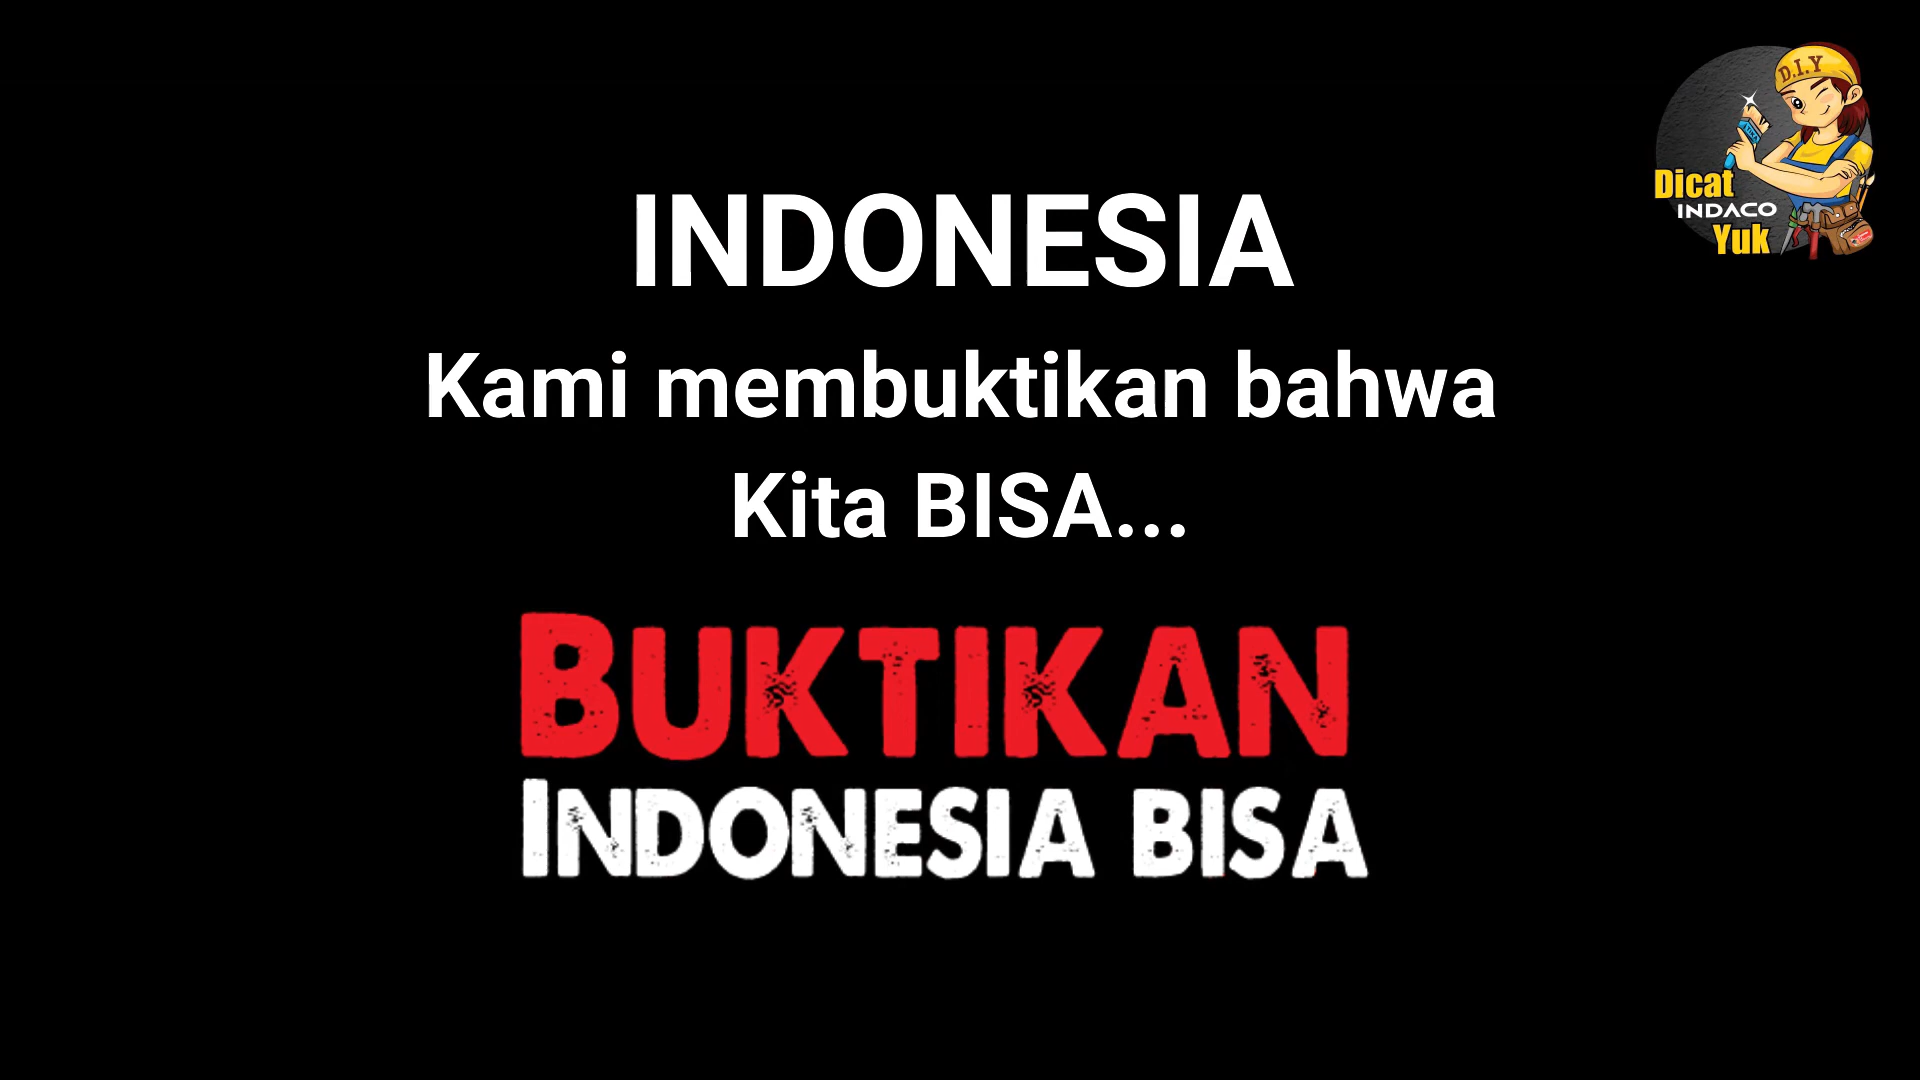 INDONESIA
Kami membuktikan bahwa
Kita BISA...
BUKTIKAN
INDONESIA BISA
D.I.Y
Dicat
INDACO
Yuk